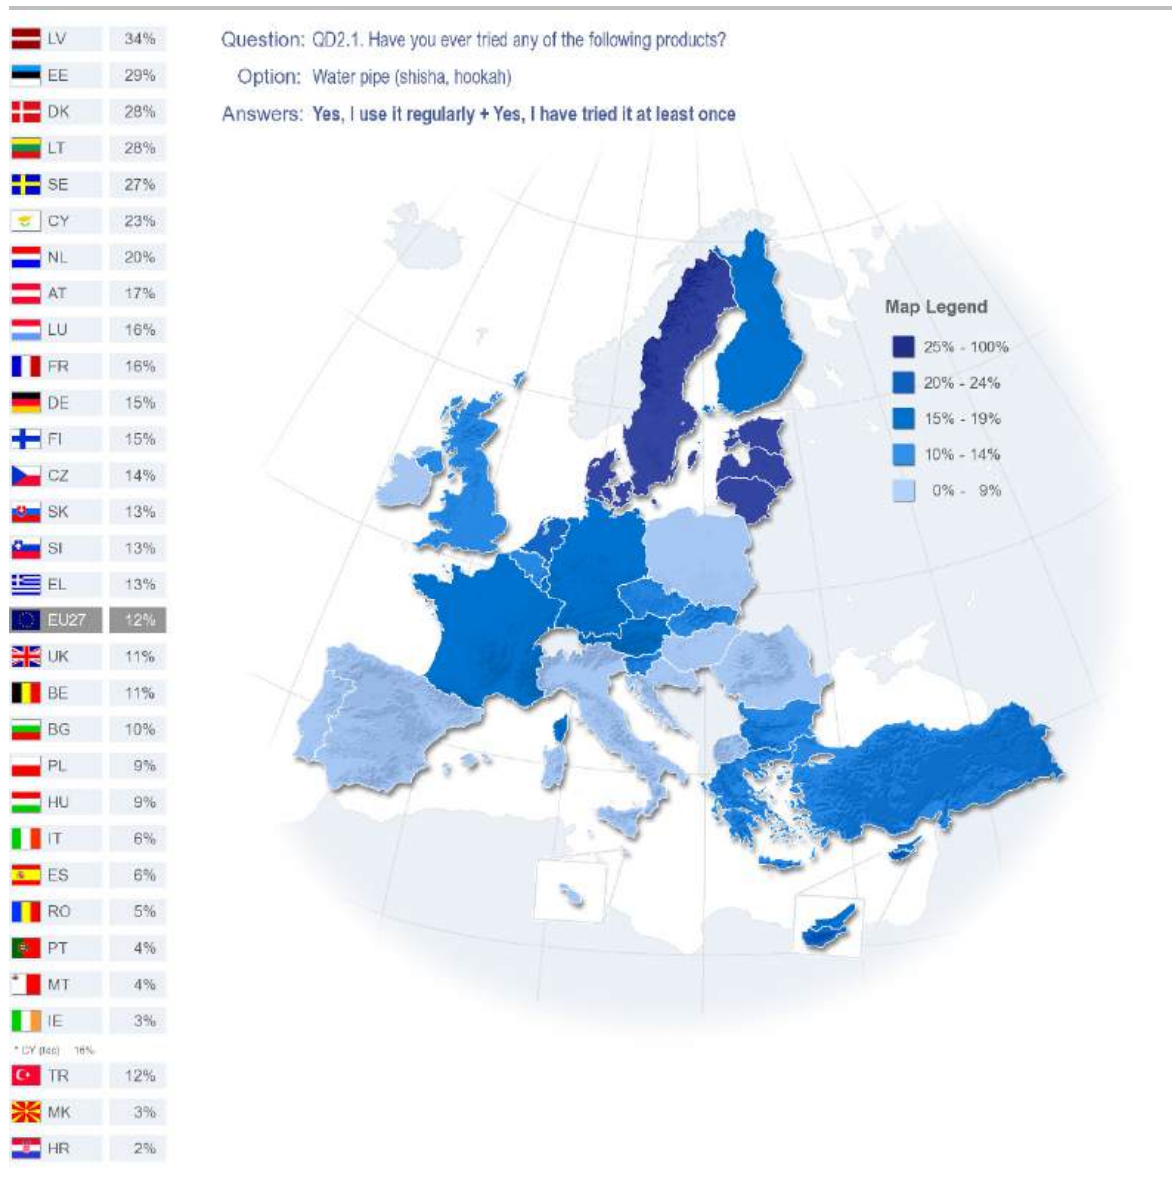 LV 34%
EE 29%
DK 28%
LT 28%
SE 27%
CY 23%
NL 20%
AT 17%
LU 16%
FR 16%
DE 15%
FI 15%
CZ 14%
SK 13%
SI 13%
EL 13%
EU27 12%
UK 11%
BE 11%
BG 10%
PL 9%
HU 9%
IT 6%
ES 6%
RO 5%
PT 4%
MT 4%
IE 3%
* CY (tcc) 16%
TR 12%
MK 3%
HR 2%
Question: QD2.1. Have you ever tried any of the following products?
Option: Water pipe (shisha, hookah)
Answers: Yes, I use it regularly + Yes, I have tried it at least once
Map Legend
25% - 100%
20% - 24%
15% - 19%
10% - 14%
0% - 9%